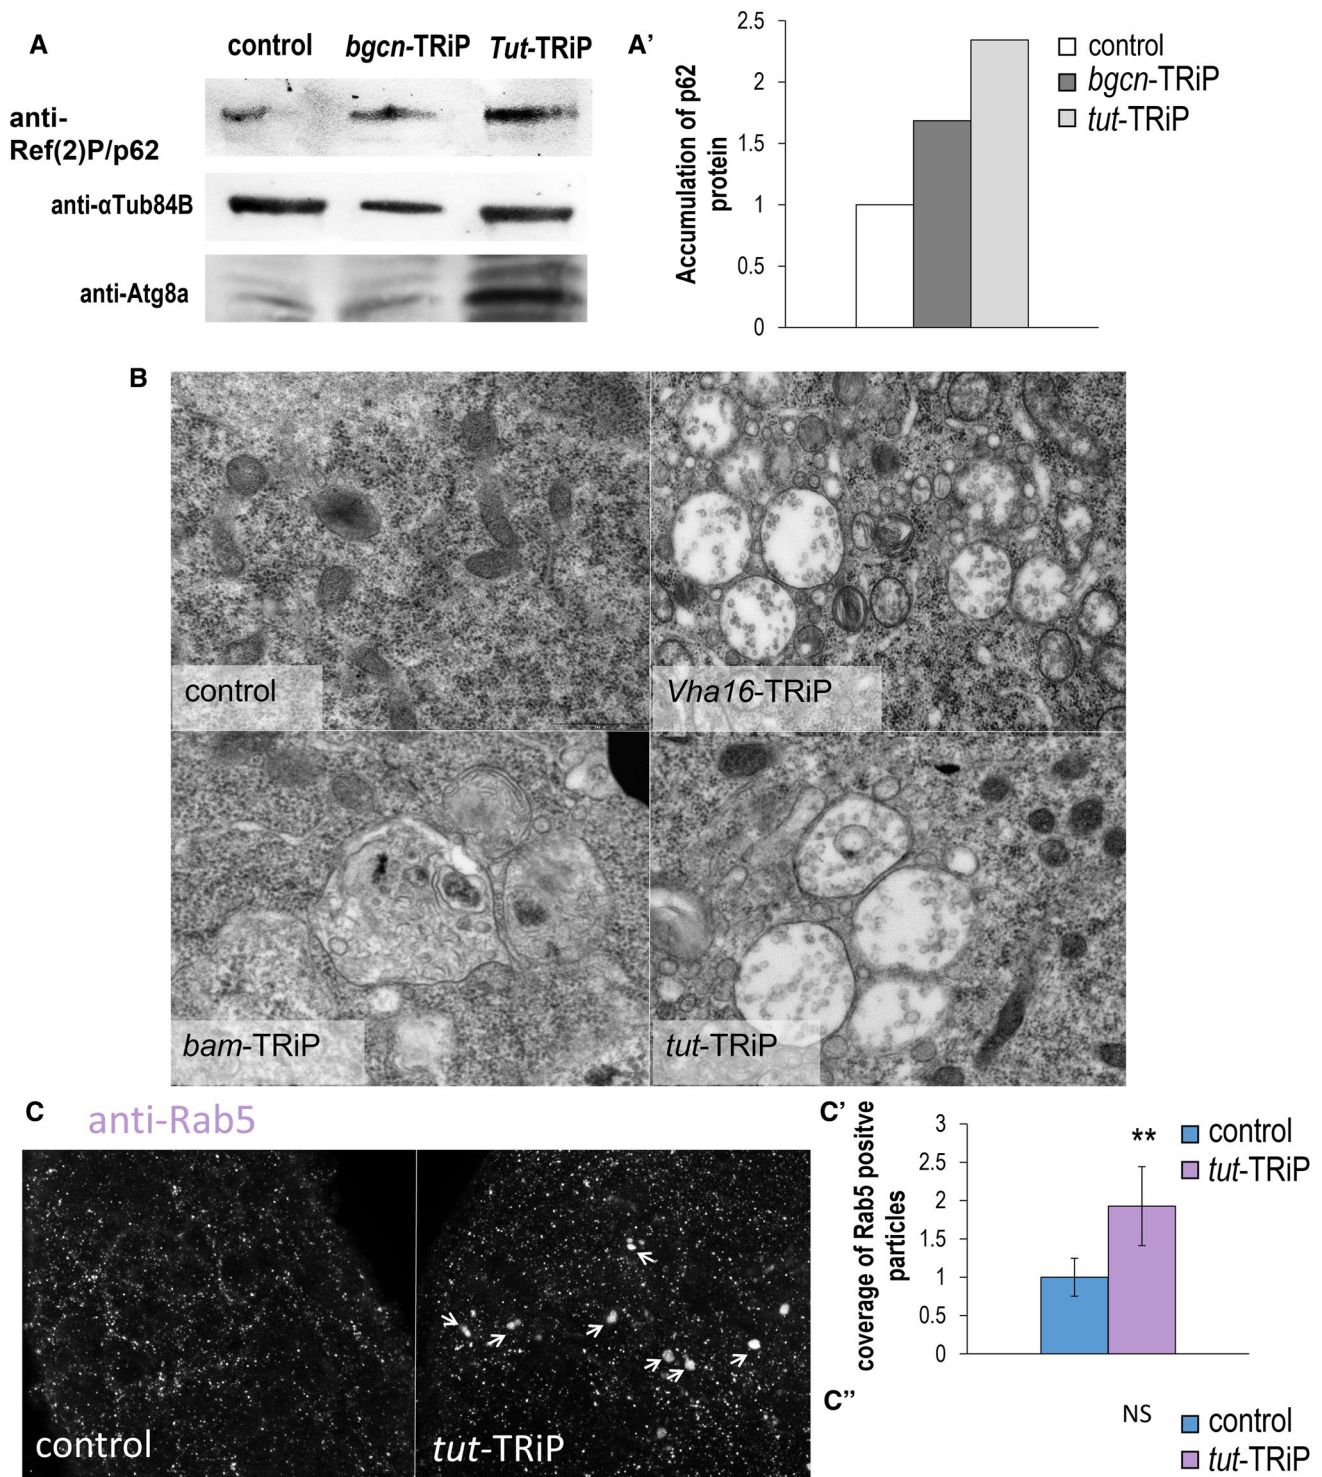 A
control
bgcn-TRiP
Tut-TRiP
anti-
Ref(2)P/p62
anti-αTub84B
anti-Atg8a
A’
Accumulation of p62
protein
2.5
2
1.5
1
0.5
0
control
bgcn-TRiP
tut-TRiP
B
control
Vha16-TRiP
bam-TRiP
tut-TRiP
C
anti-Rab5
control
tut-TRiP
C’
coverage of Rab5 positve
particles
3
2.5
2
1.5
1
0.5
0
**
control
tut-TRiP
C”
NS
control
tut-TRiP